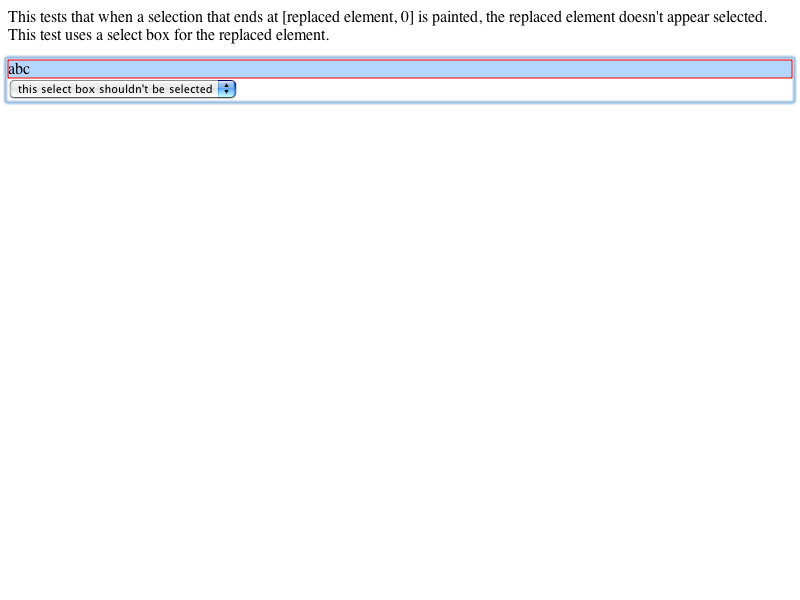 This tests that when a selection that ends at [replaced element, 0] is painted, the replaced element doesn't appear selected.
This test uses a select box for the replaced element.
abc
this select box shouldn't be selected